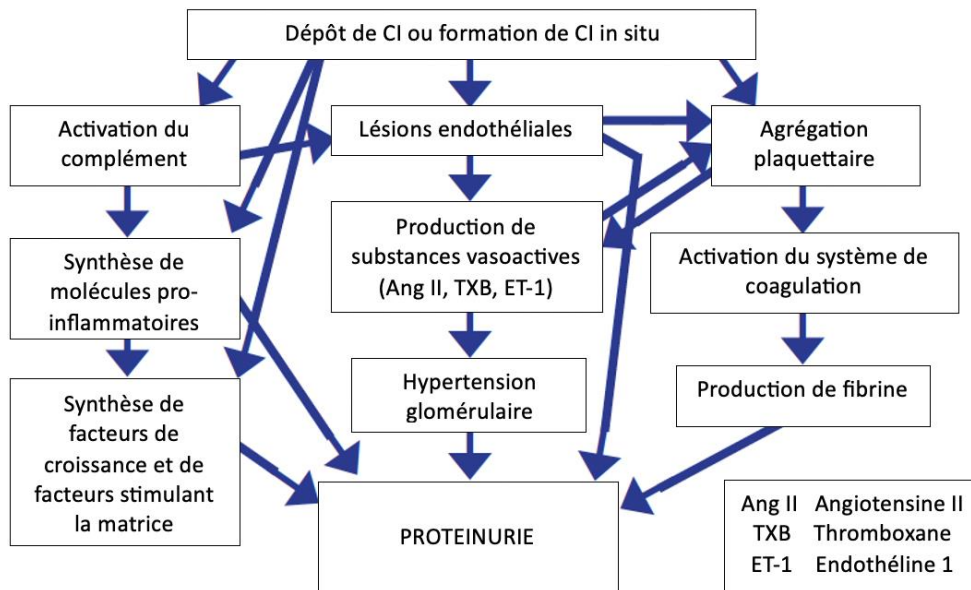 Dépôt de CI ou formation de CI in situ
Activation du
complément
Lésions endothéliales
Agrégation
plaquettaire
Production de
substances vasoactives
(Ang II, TXB, ET-1)
Activation du système de
coagulation
Synthèse de
molécules pro-
inflammatoires
Hypertension
glomérulaire
Production de fibrine
Synthèse de
facteurs de
croissance et de
facteurs stimulant
la matrice
PROTEINURIE
Ang II Angiotensine II
TXB Thromboxane
ET-1 Endothéline 1